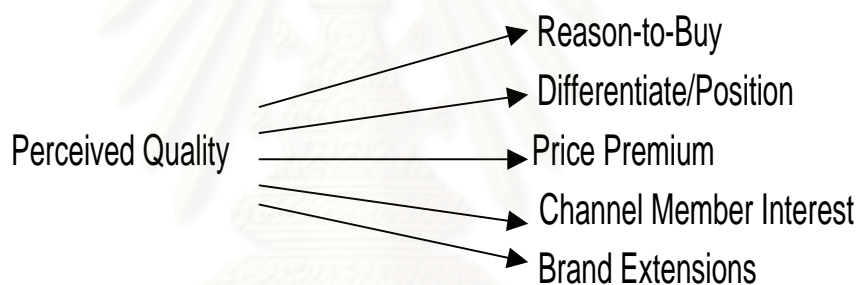 Reason-to-Buy
Differentiate/Position
Perceived Quality
Price Premium
Channel Member Interest
Brand Extensions